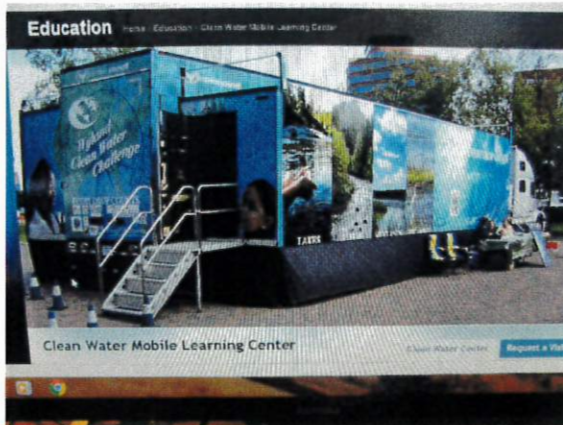 Education Home / Education / Clean Water Mobile Learning Center
Wyland
Clean Water
Challenge
LAKES
Clean Water Mobile Learning Center
Clean Water Center
Request a Visit